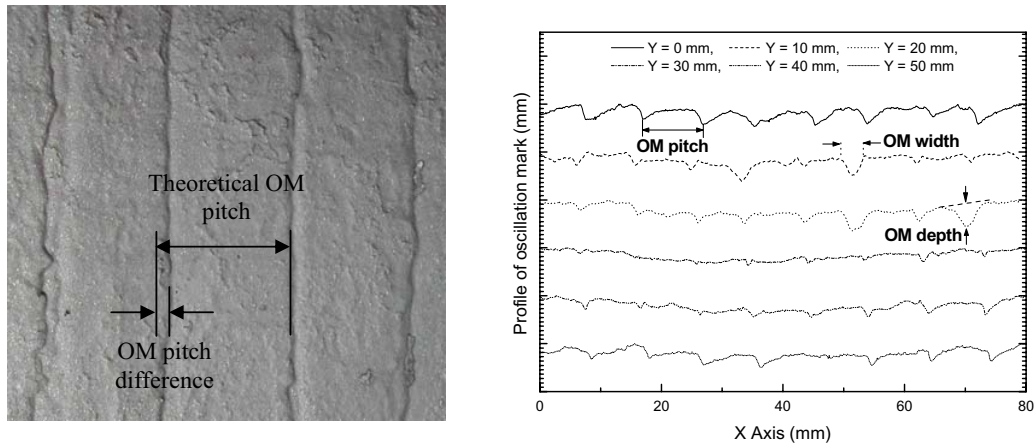 Theoretical OM
pitch
OM pitch
difference
Y = 0 mm, Y = 10 mm, Y = 20 mm,
Y = 30 mm, Y = 40 mm, Y = 50 mm
OM pitch
OM width
OM depth
Profile of oscillation mark (mm)
0 20 40 60 80
X Axis (mm)